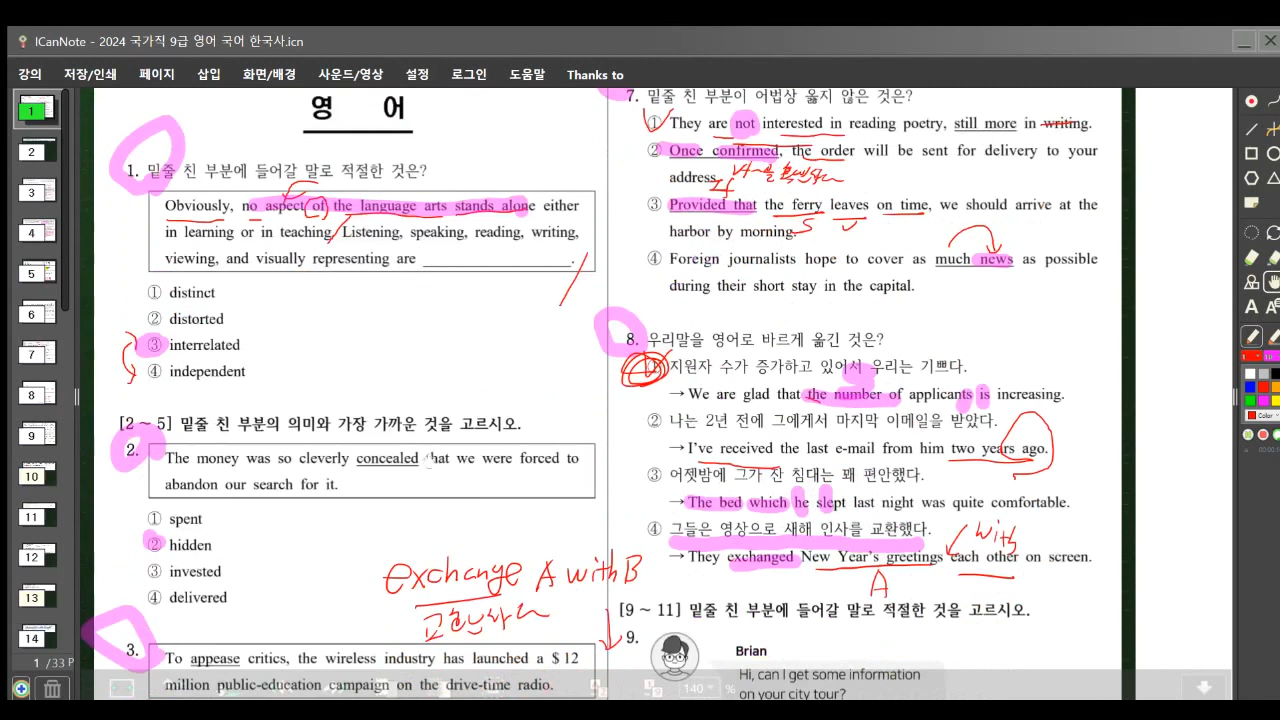 ICanNote - 2024 국가직 9급 영어 국어 한국사.icn
강의 저장/인쇄 페이지 삽입 화면/배경 사운드/영상 설정 로그인 도움말 Thanks to
1
2
3
4
5
6
7
8
9
10
11
12
13
14
1 / 33 P
영 어
1. 밑줄 친 부분에 들어갈 말로 적절한 것은?
Obviously, no aspect of the language arts stands alone either
in learning or in teaching. Listening, speaking, reading, writing,
viewing, and visually representing are _______________.
① distinct
② distorted
③ interrelated
④ independent
[2 ~ 5] 밑줄 친 부분의 의미와 가장 가까운 것을 고르시오.
2. The money was so cleverly concealed that we were forced to
abandon our search for it.
① spent
② hidden
③ invested
④ delivered
exchange A with B
교환하다
3. To appease critics, the wireless industry has launched a $ 12
million public-education campaign on the drive-time radio.
7. 밑줄 친 부분이 어법상 옳지 않은 것은?
① They are not interested in reading poetry, still more in writing.
② Once confirmed, the order will be sent for delivery to your
address.
③ Provided that the ferry leaves on time, we should arrive at the
S V
harbor by morning.
④ Foreign journalists hope to cover as much news as possible
during their short stay in the capital.
8. 우리말을 영어로 바르게 옮긴 것은?
① 지원자 수가 증가하고 있어서 우리는 기쁘다.
→ We are glad that the number of applicants is increasing.
② 나는 2년 전에 그에게서 마지막 이메일을 받았다.
→ I've received the last e-mail from him two years ago.
③ 어젯밤에 그가 잔 침대는 꽤 편안했다.
→ The bed which he slept last night was quite comfortable.
④ 그들은 영상으로 새해 인사를 교환했다.
with
→ They exchanged New Year's greetings each other on screen.
A
[9 ~ 11] 밑줄 친 부분에 들어갈 말로 적절한 것을 고르시오.
9.
Brian
Hi, can I get some information
on your city tour?
140 %
Color